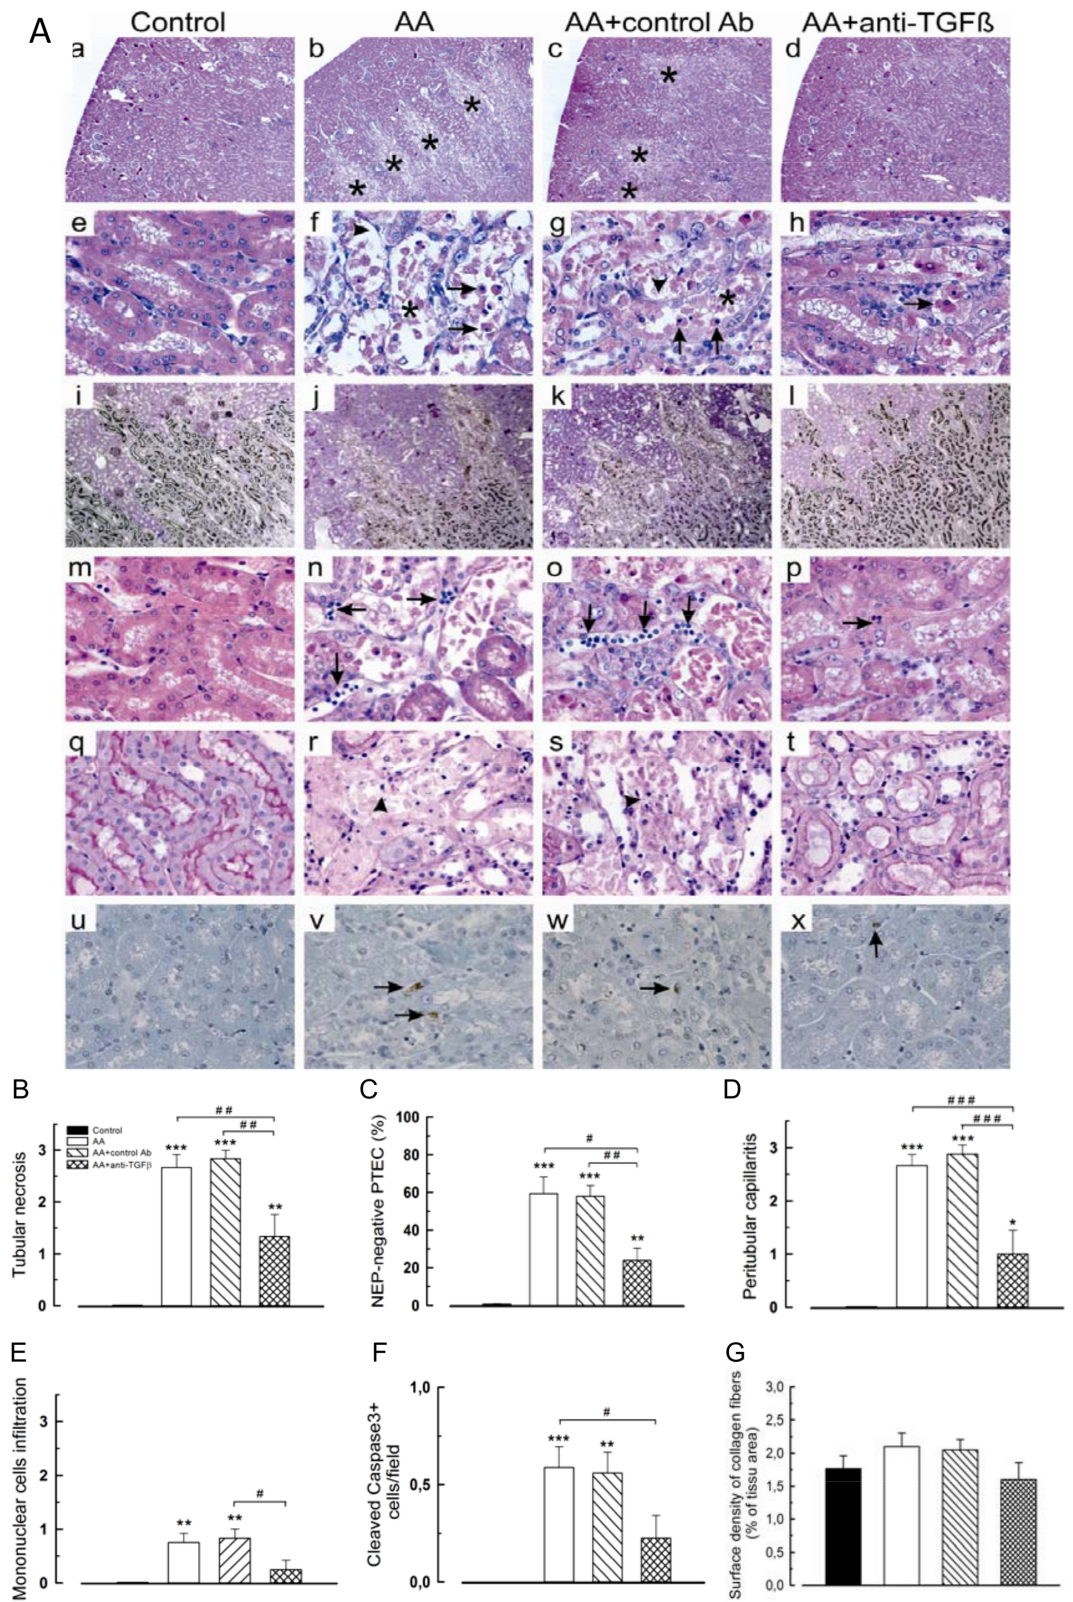 A
Control AA AA+control Ab AA+anti-TGFß
a b c d
* * * * * * *
e f g h
* *
i j k l
m n o p
q r s t
u v w x
B C D
Tubular necrosis
3
2
1
0
Control
AA
AA+control Ab
AA+anti-TGFβ
# #
# #
*** *** **
NEP-negative PTEC (%)
100
80
60
40
20
0
#
# #
*** *** **
Peritubular capillaritis
3
2
1
0
# # #
# # #
*** *** *
E F G
Mononuclear cells infiltration
3
2
1
0
#
** **
Cleaved Caspase3+
cells/field
1,0
0,5
0,0
#
*** **
Surface density of collagen fibers
(% of tissu area)
3,0
2,5
2,0
1,5
1,0
0,5
0,0